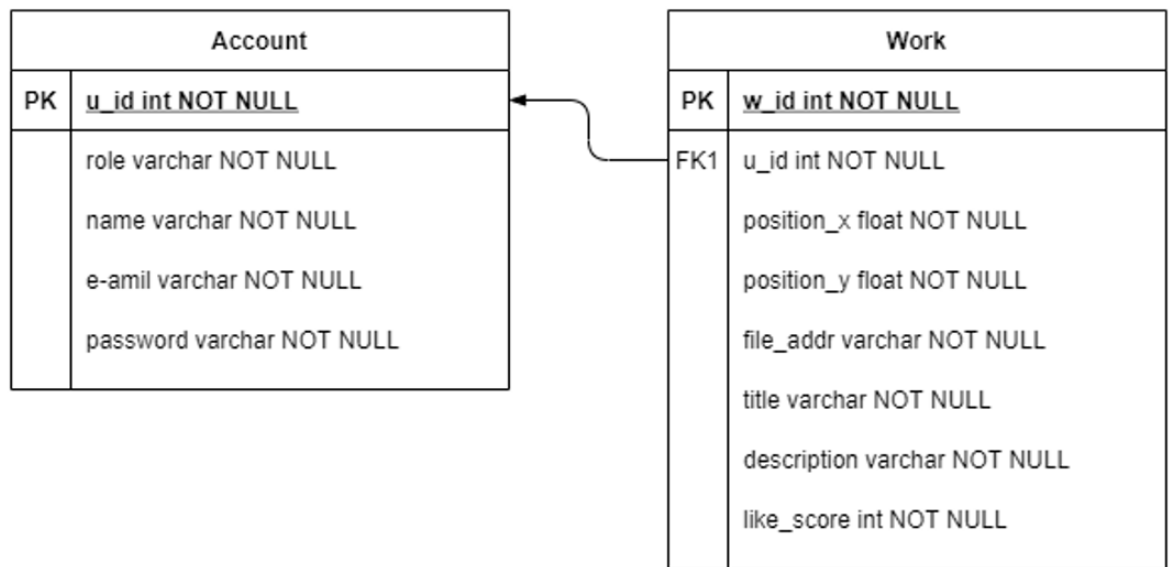 Account
PK u_id int NOT NULL
role varchar NOT NULL
name varchar NOT NULL
e-amil varchar NOT NULL
password varchar NOT NULL
Work
PK w_id int NOT NULL
FK1 u_id int NOT NULL
position_x float NOT NULL
position_y float NOT NULL
file_addr varchar NOT NULL
title varchar NOT NULL
description varchar NOT NULL
like_score int NOT NULL